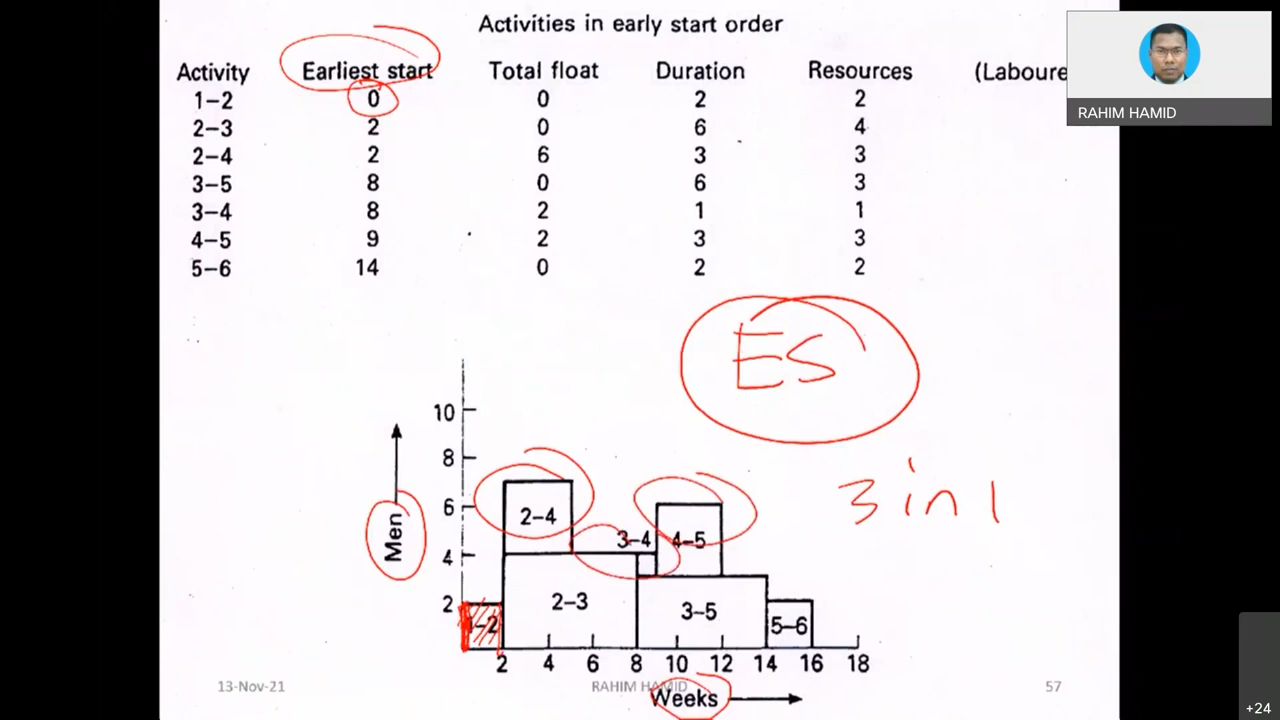 Activities in early start order
Activity Earliest start Total float Duration Resources (Laboure
1–2 0 0 2 2
2–3 2 0 6 4
2–4 2 6 3 3
3–5 8 0 6 3
3–4 8 2 1 1
4–5 9 2 3 3
5–6 14 0 2 2
RAHIM HAMID
ES
3 in 1
10
8
6
4
2
Men
2–4
3–4 4–5
2–3 3–5
1–2 5–6
2 4 6 8 10 12 14 16 18
Weeks
13-Nov-21 RAHIM HAMID 57
+24